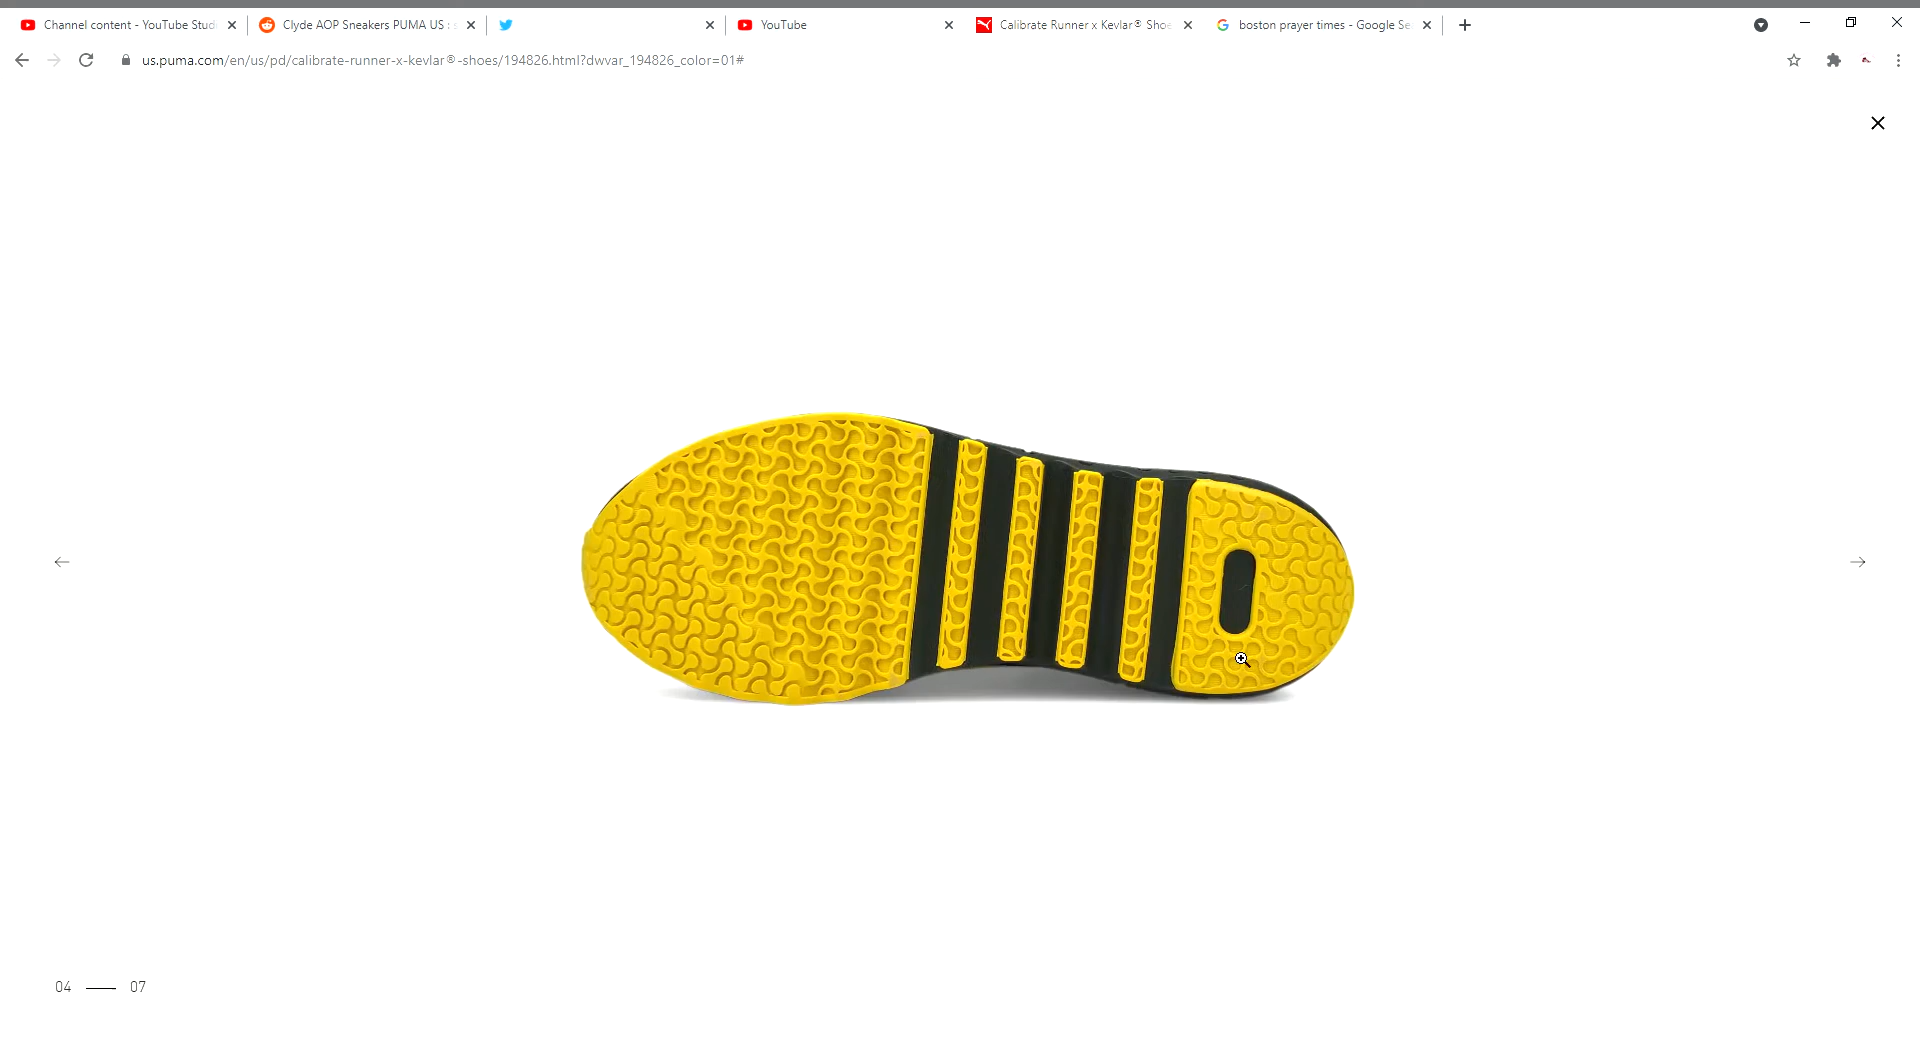 Channel content - YouTube Stud
Clyde AOP Sneakers PUMA US : s
YouTube
Calibrate Runner x Kevlar® Shoe
boston prayer times - Google Se
us.puma.com/en/us/pd/calibrate-runner-x-kevlar®-shoes/194826.html?dwvar_194826_color=01#
04 07